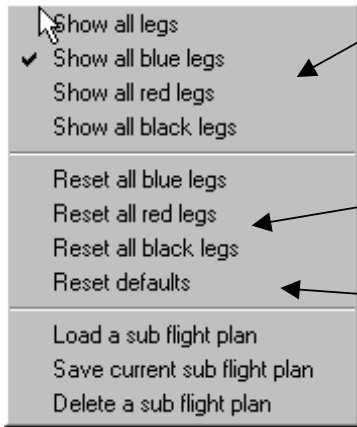 Show all legs
Show all blue legs
Show all red legs
Show all black legs
Reset all blue legs
Reset all red legs
Reset all black legs
Reset defaults
Load a sub flight plan
Save current sub flight plan
Delete a sub flight plan